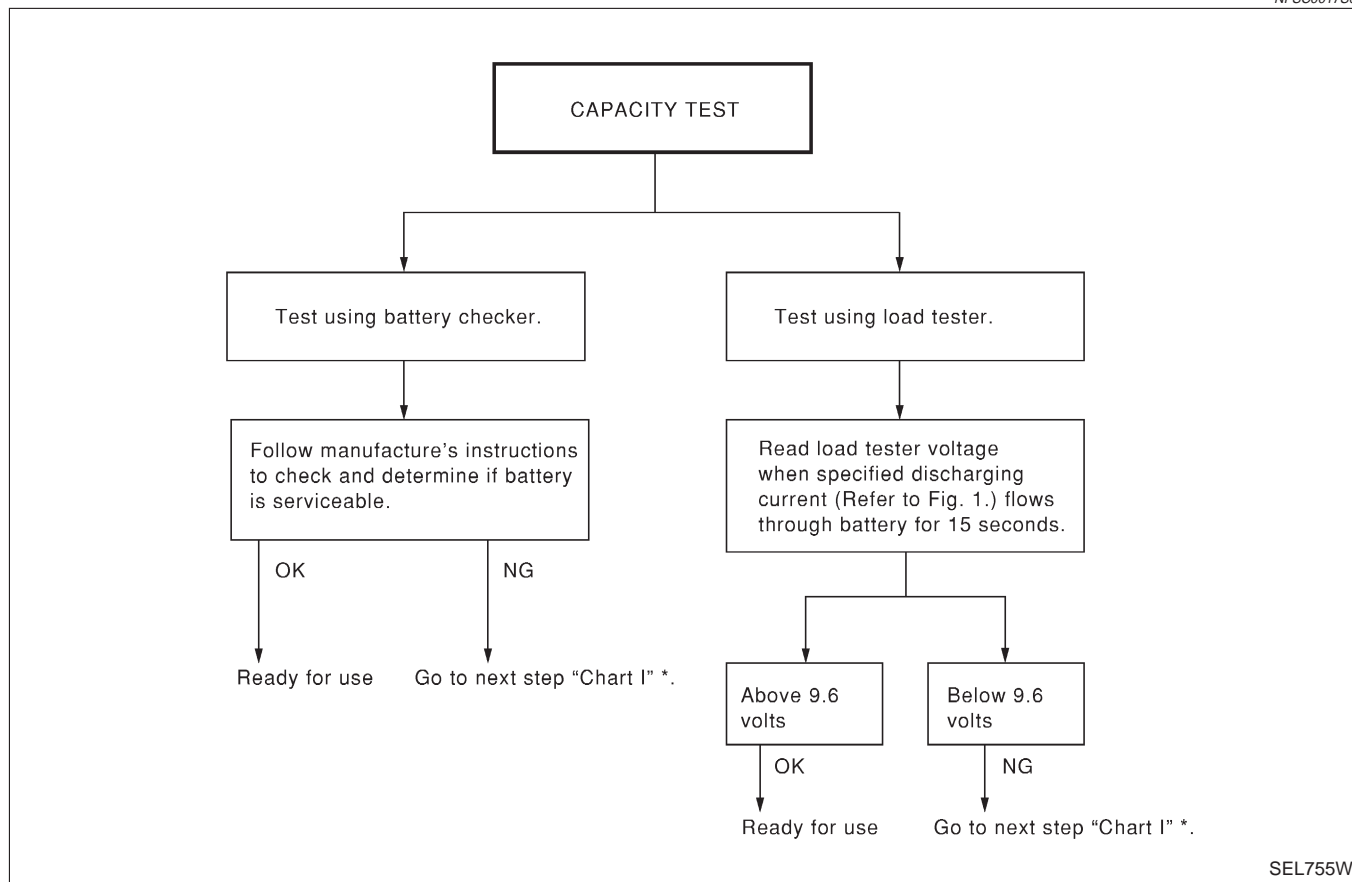 CAPACITY TEST
Test using battery checker.
Test using load tester.
Follow manufacture's instructions
to check and determine if battery
is serviceable.
Read load tester voltage
when specified discharging
current (Refer to Fig. 1.) flows
through battery for 15 seconds.
OK
NG
Ready for use
Go to next step “Chart I” *.
Above 9.6
volts
Below 9.6
volts
OK
NG
Ready for use
Go to next step “Chart I” *.
SEL755W